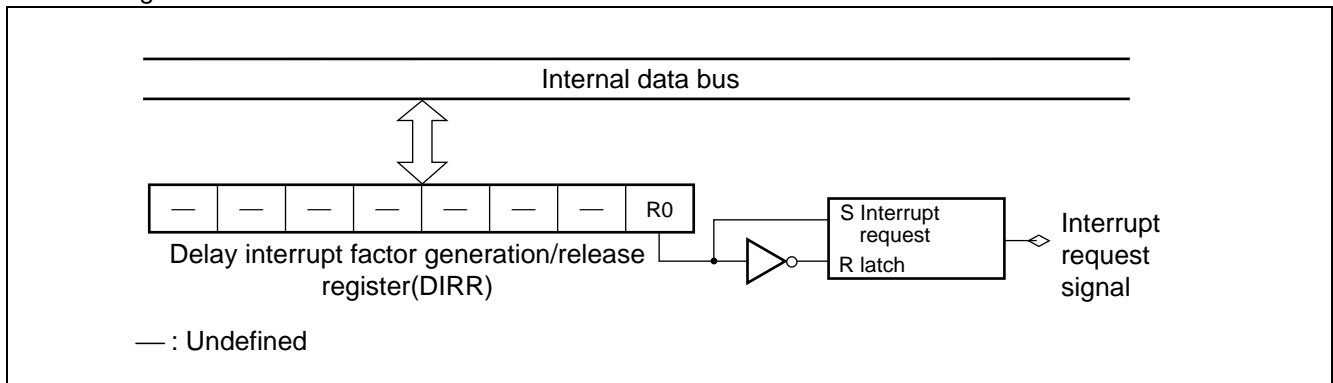 Internal data bus
— — — — — — — R0
Delay interrupt factor generation/release
register(DIRR)
S Interrupt
request
R latch
Interrupt
request
signal
— : Undefined